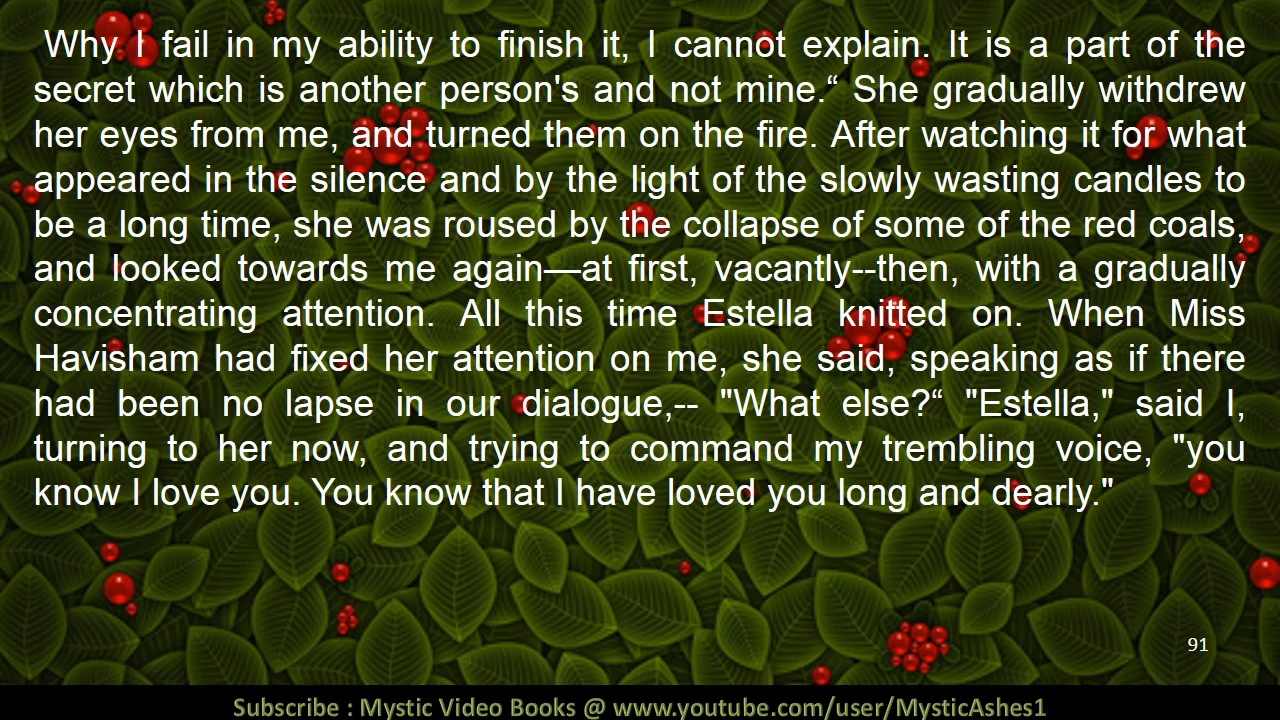 Why I fail in my ability to finish it, I cannot explain. It is a part of the
secret which is another person's and not mine.“ She gradually withdrew
her eyes from me, and turned them on the fire. After watching it for what
appeared in the silence and by the light of the slowly wasting candles to
be a long time, she was roused by the collapse of some of the red coals,
and looked towards me again—at first, vacantly--then, with a gradually
concentrating attention. All this time Estella knitted on. When Miss
Havisham had fixed her attention on me, she said, speaking as if there
had been no lapse in our dialogue,-- "What else?“ "Estella," said I,
turning to her now, and trying to command my trembling voice, "you
know I love you. You know that I have loved you long and dearly."
91
Subscribe : Mystic Video Books @ www.youtube.com/user/MysticAshes1